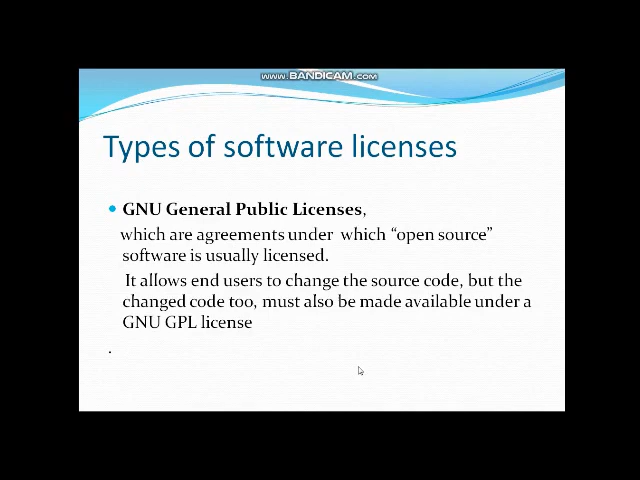 www.BANDICAM.com
Types of software licenses
• GNU General Public Licenses,
which are agreements under which “open source”
software is usually licensed.
It allows end users to change the source code, but the
changed code too, must also be made available under a
GNU GPL license
.